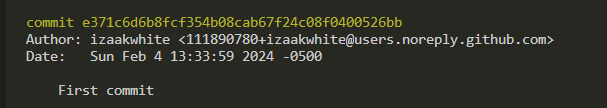 commit e371c6d6b8fcf354b08cab67f24c08f0400526bb
Author: izaakwhite <111890780+izaakwhite@users.noreply.github.com>
Date:   Sun Feb 4 13:33:59 2024 -0500
First commit